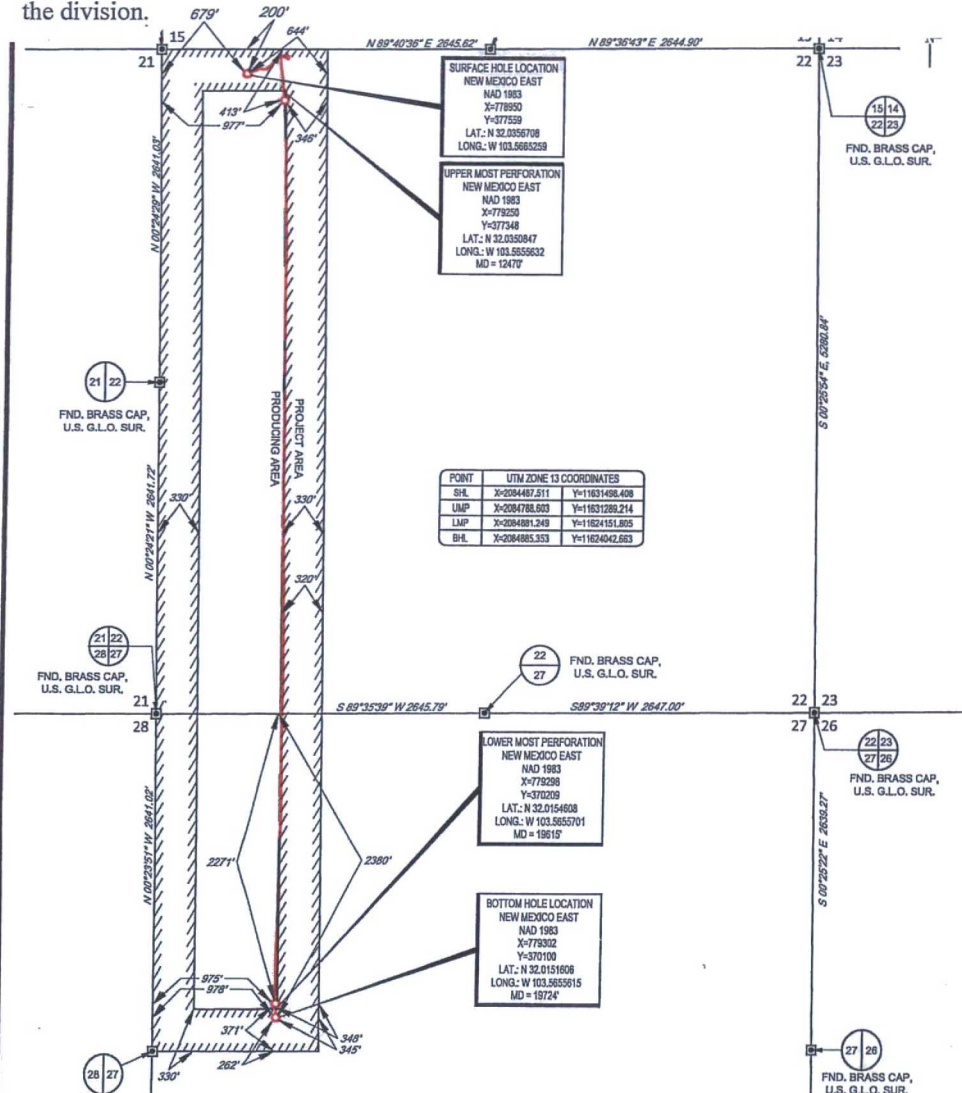 the division.
679'
200'
644'
15
21
N 89°40'36" E 2645.62'
N 89°36'43" E 2644.90'
22 23
SURFACE HOLE LOCATION
NEW MEXICO EAST
NAD 1983
X=778950
Y=377559
LAT.: N 32.0356708
LONG.: W 103.5665259
15 14
22 23
FND. BRASS CAP,
U.S. G.L.O. SUR.
413'
977'
346'
UPPER MOST PERFORATION
NEW MEXICO EAST
NAD 1983
X=779250
Y=377348
LAT.: N 32.0350847
LONG.: W 103.5655632
MD = 12470'
N 00°24'29" W 2641.03'
S 00°25'54" E, 5280.84'
21 22
FND. BRASS CAP,
U.S. G.L.O. SUR.
PRODUCING AREA
PROJECT AREA
N 00°24'21" W 2641.72'
330'
330'
320'
POINT UTM ZONE 13 COORDINATES
SHL X=2084467.511 Y=11631498.408
UMP X=2084788.603 Y=11631289.214
LMP X=2084881.249 Y=11624151.805
BHL X=2084885.353 Y=11624042.663
21 22
28 27
FND. BRASS CAP,
U.S. G.L.O. SUR.
22
27
FND. BRASS CAP,
U.S. G.L.O. SUR.
21
28
S 89°35'39" W 2645.79'
S89°39'12" W 2647.00'
22 23
27 26
22 23
27 26
FND. BRASS CAP,
U.S. G.L.O. SUR.
LOWER MOST PERFORATION
NEW MEXICO EAST
NAD 1983
X=779298
Y=370209
LAT.: N 32.0154608
LONG.: W 103.5655701
MD = 19615'
N 00°23'51" W 2641.02'
S 00°25'22" E 2639.27'
2271'
2380'
BOTTOM HOLE LOCATION
NEW MEXICO EAST
NAD 1983
X=779302
Y=370100
LAT.: N 32.0151606
LONG.: W 103.5655615
MD = 19724'
975'
978'
371'
348'
345'
262'
330'
28 27
27 26
FND. BRASS CAP,
U.S. G.L.O. SUR.